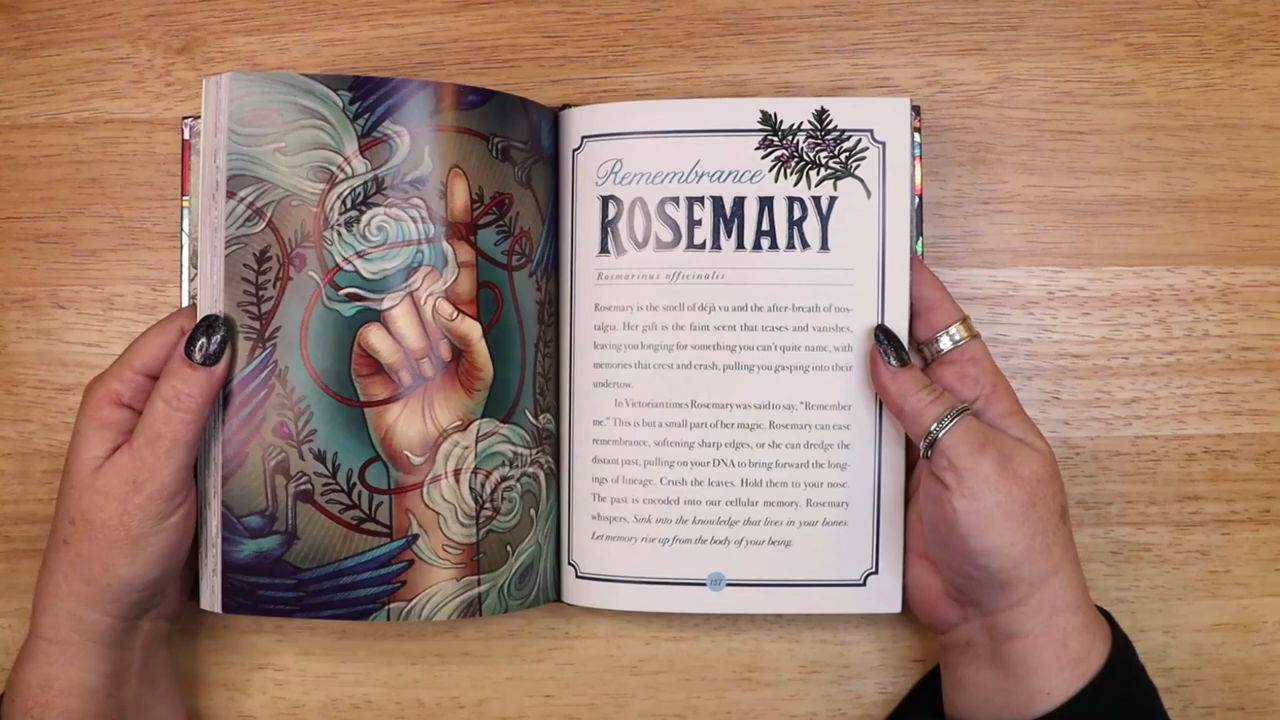 Remembrance
ROSEMARY
Rosmarinus officinalis
Rosemary is the smell of déjà vu and the after-breath of nos-
talgia. Her gift is the faint scent that teases and vanishes,
leaving you longing for something you can't quite name, with
memories that crest and crash, pulling you gasping into their
undertow.
In Victorian times Rosemary was said to say, "Remember
me." This is but a small part of her magic. Rosemary can ease
remembrance, softening sharp edges, or she can dredge the
distant past, pulling on your DNA to bring forward the long-
ings of lineage. Crush the leaves. Hold them to your nose.
The past is encoded into our cellular memory. Rosemary
whispers, Sink into the knowledge that lives in your bones.
Let memory rise up from the body of your being.
157